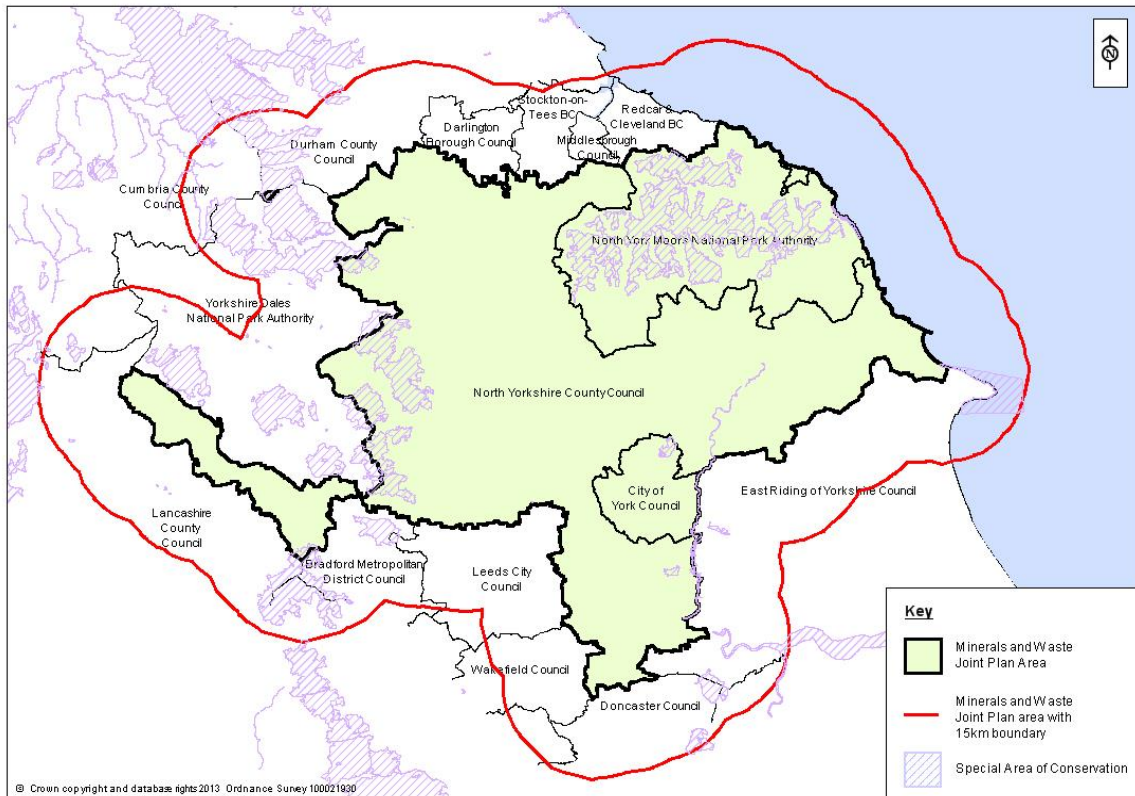 N
Stockton-on-
Tees BC
Redcar &
Cleveland BC
Darlington
Borough Council
Middlesbrough
Council
Durham County
Council
Cumbria County
Council
North York Moors National Park Authority
Yorkshire Dales
National Park Authority
North Yorkshire County Council
City of
York Council
East Riding of Yorkshire Council
Lancashire
County
Council
Bradford Metropolitan
District Council
Leeds City
Council
Wakefield Council
Doncaster Council
Key
Minerals and Waste
Joint Plan Area
Minerals and Waste
Joint Plan area with
15km boundary
Special Area of Conservation
© Crown copyright and database rights 2013 Ordnance Survey 100021930